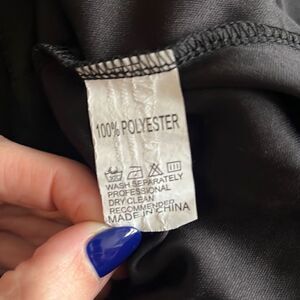 100% POLYESTER
WASH SEPARATELY
PROFESSIONAL
DRY CLEAN
RECOMMENDED
MADE IN CHINA